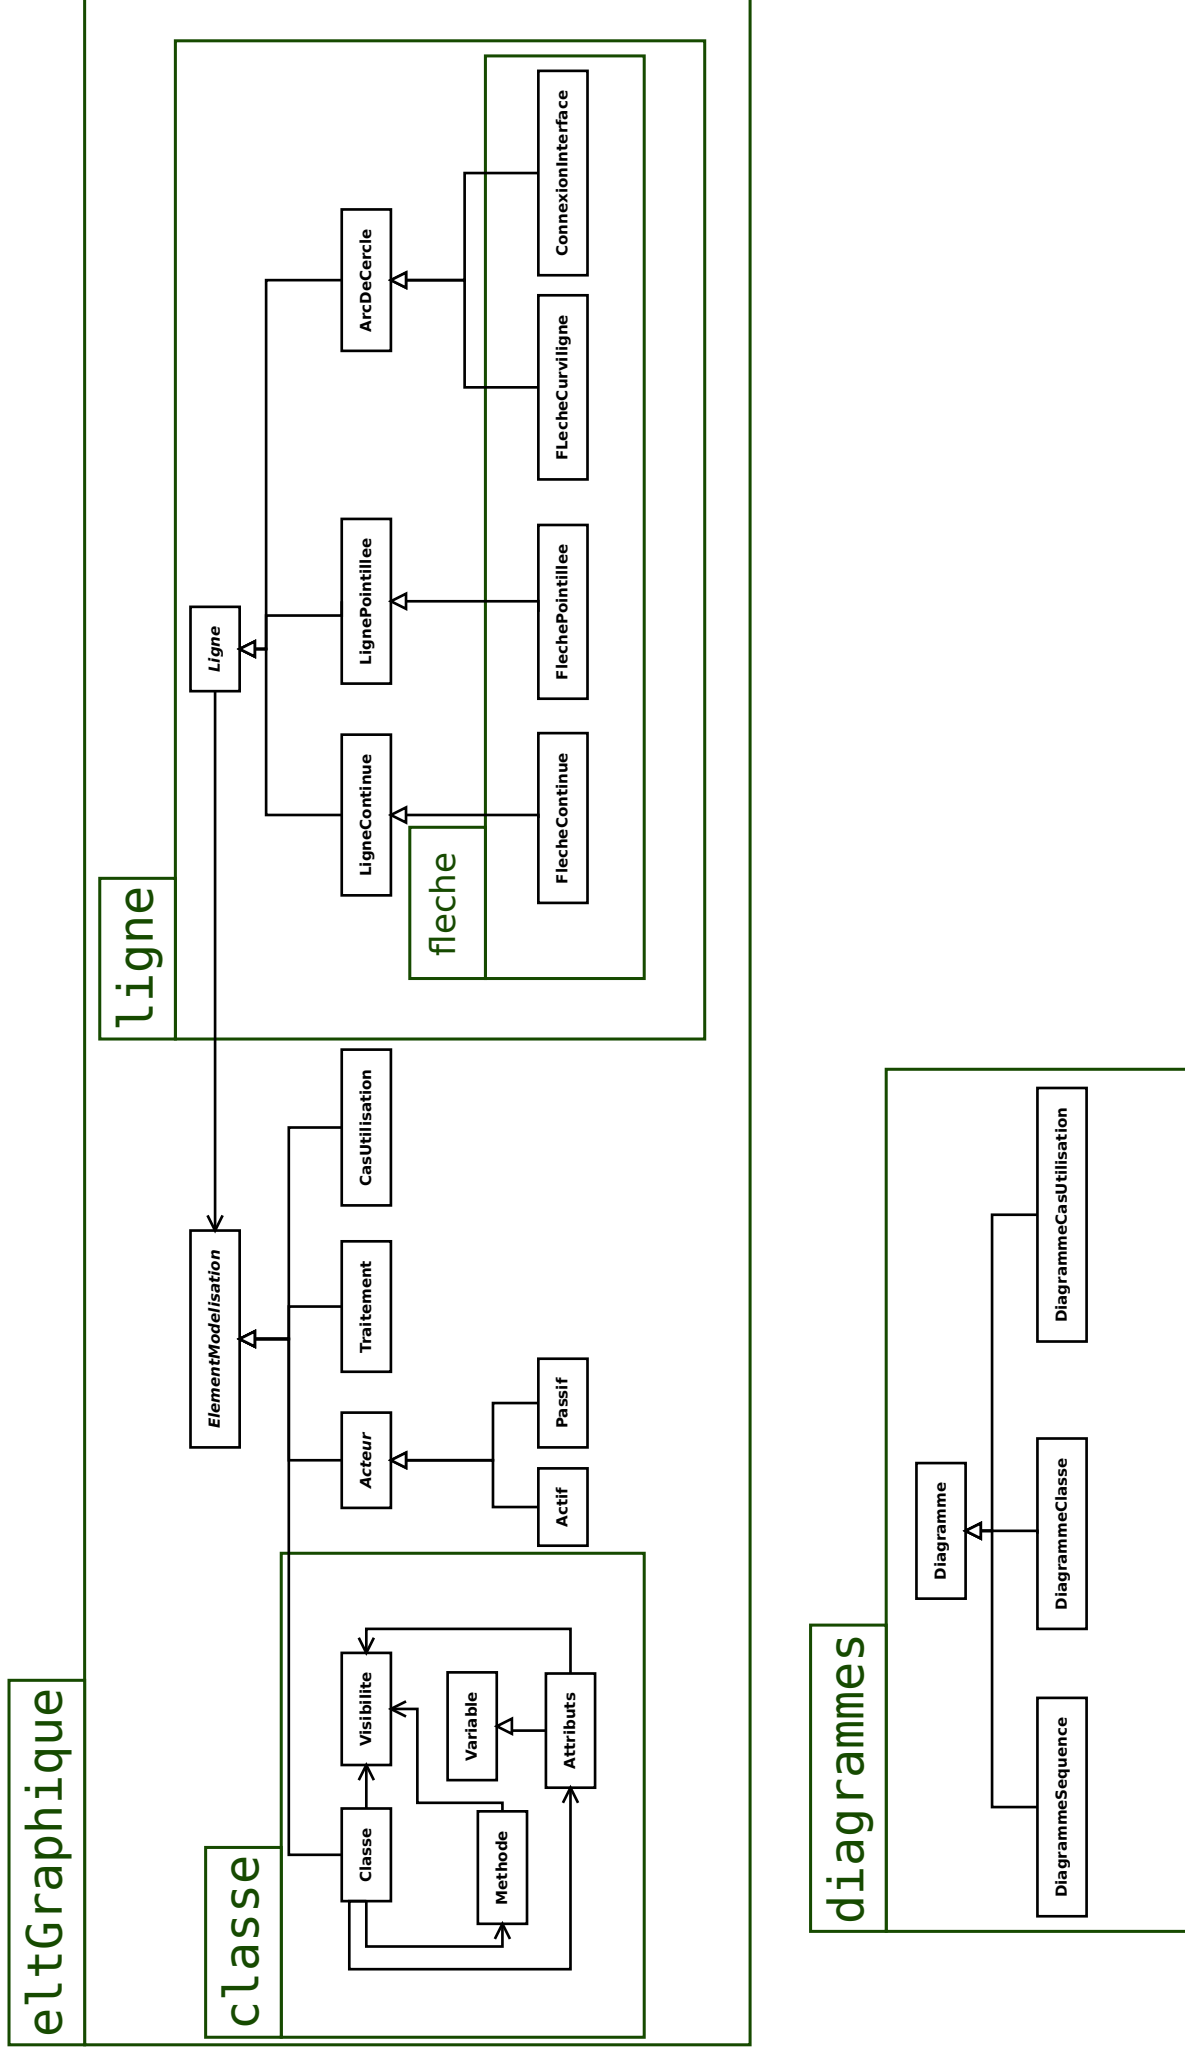 eltGraphique
classe
ligne
ElementModelisation
Ligne
Classe
Visibilite
Acteur
Traitement
CasUtilisation
LigneContinue
LignePointillee
ArcDeCercle
fleche
Variable
Methode
Attributs
Actif
Passif
FlecheContinue
FlechePointillee
FLecheCurviligne
ConnexionInterface
diagrammes
Diagramme
DiagrammeSequence
DiagrammeClasse
DiagrammeCasUtilisation